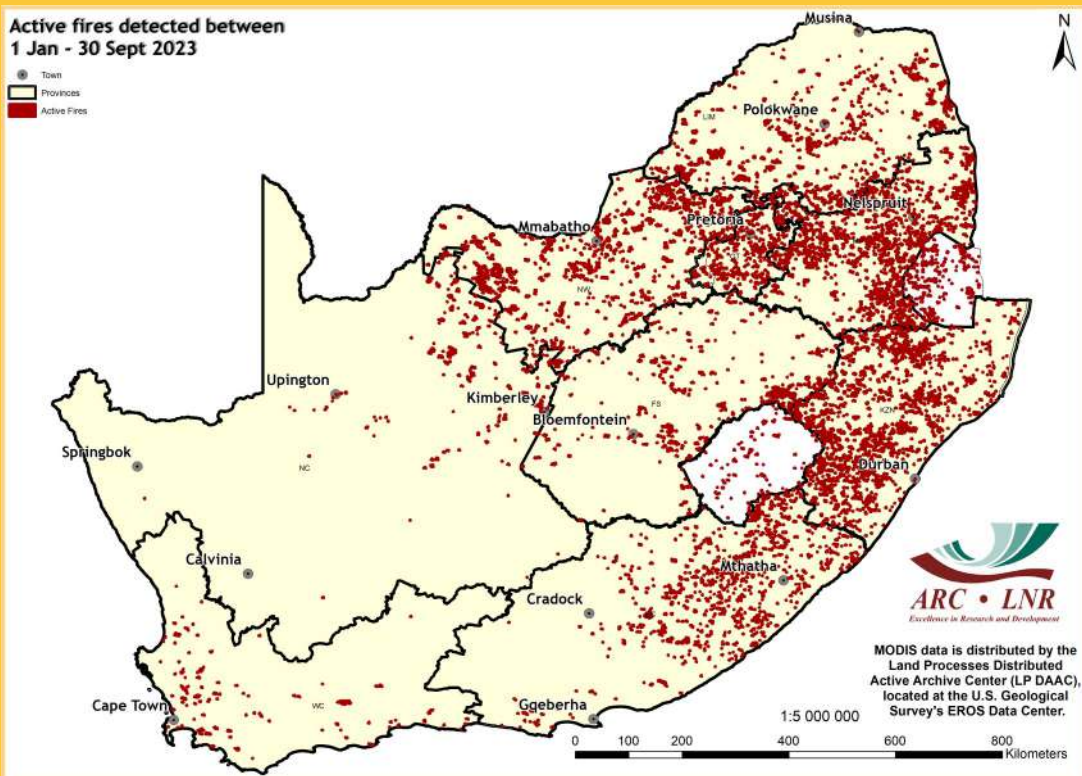 Active fires detected between
1 Jan - 30 Sept 2023
Town
Provinces
Active Fires
N
Musina
Polokwane
LIM
Nelspruit
Pretoria
Mmabatho
NW
Upington
Kimberley
Bloemfontein
FS
KZN
Springbok
NC
Durban
Calvinia
Mthatha
Cradock
Cape Town
WC
Gqeberha
ARC • LNR
Excellence in Research and Development
MODIS data is distributed by the
Land Processes Distributed
Active Archive Center (LP DAAC),
located at the U.S. Geological
Survey's EROS Data Center.
1:5 000 000
0 100 200 400 600 800
Kilometers